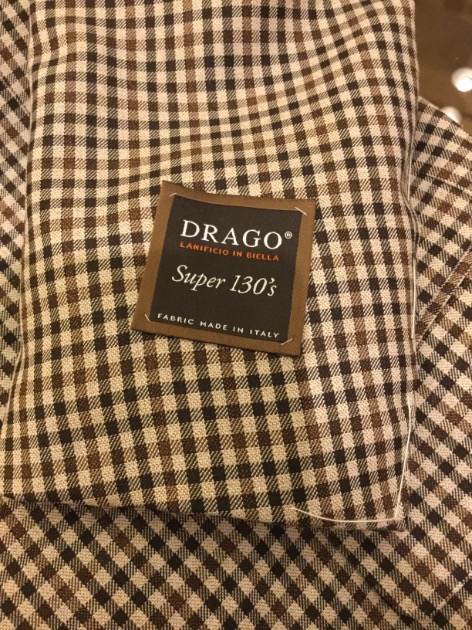 DRAGO®
LANIFICIO IN BIELLA
Super 130's
FABRIC MADE IN ITALY